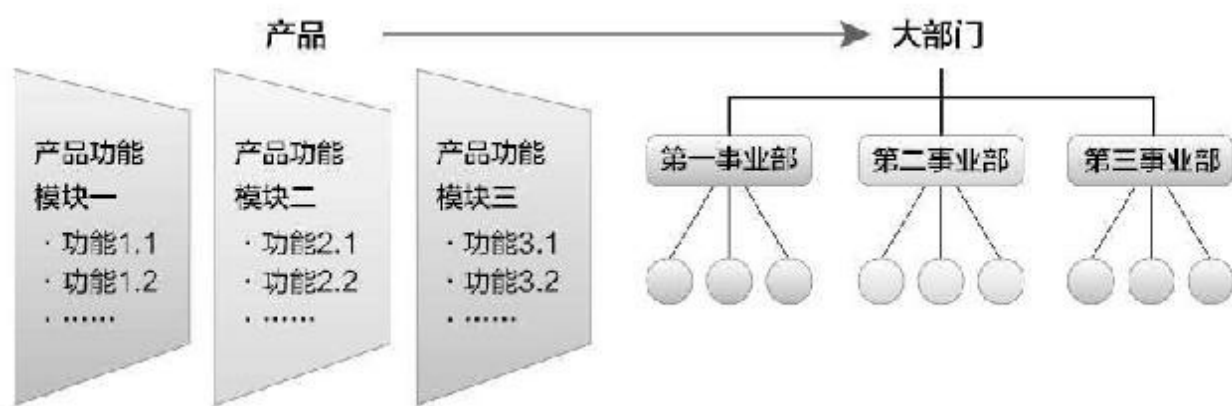 产品
大部门
产品功能
模块一
· 功能1.1
· 功能1.2
· ……
产品功能
模块二
· 功能2.1
· 功能2.2
· ……
产品功能
模块三
· 功能3.1
· 功能3.2
· ……
第一事业部
第二事业部
第三事业部